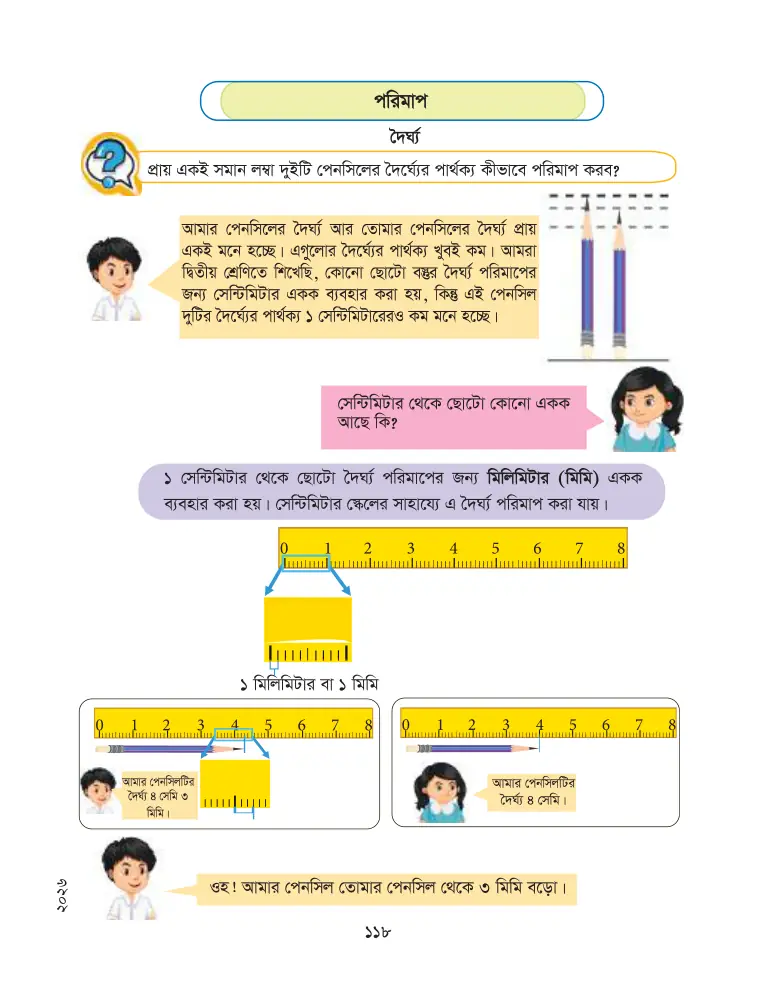 পরিমাপ
দৈর্ঘ্য
প্রায় একই সমান লম্বা দুইটি পেনসিলের দৈর্ঘ্যের পার্থক্য কীভাবে পরিমাপ করব?
আমার পেনসিলের দৈর্ঘ্য আর তোমার পেনসিলের দৈর্ঘ্য প্রায়
একই মনে হচ্ছে। এগুলোর দৈর্ঘ্যের পার্থক্য খুবই কম। আমরা
দ্বিতীয় শ্রেণিতে শিখেছি, কোনো ছোটো বস্তুর দৈর্ঘ্য পরিমাপের
জন্য সেন্টিমিটার একক ব্যবহার করা হয়, কিন্তু এই পেনসিল
দুটির দৈর্ঘ্যের পার্থক্য ১ সেন্টিমিটারেরও কম মনে হচ্ছে।
সেন্টিমিটার থেকে ছোটো কোনো একক
আছে কি?
১ সেন্টিমিটার থেকে ছোটো দৈর্ঘ্য পরিমাপের জন্য মিলিমিটার (মিমি) একক
ব্যবহার করা হয়। সেন্টিমিটার স্কেলের সাহায্যে এ দৈর্ঘ্য পরিমাপ করা যায়।
0 1 2 3 4 5 6 7 8
১ মিলিমিটার বা ১ মিমি
0 1 2 3 4 5 6 7 8
আমার পেনসিলটির
দৈর্ঘ্য ৪ সেমি ৩
মিমি।
0 1 2 3 4 5 6 7 8
আমার পেনসিলটির
দৈর্ঘ্য ৪ সেমি।
ওহ! আমার পেনসিল তোমার পেনসিল থেকে ৩ মিমি বড়ো।
২০২৬
১১৮